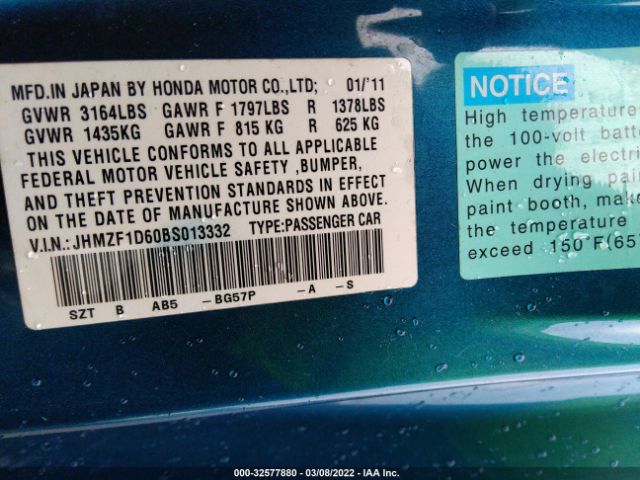 MFD.IN JAPAN BY HONDA MOTOR CO.,LTD; 01/'11
GVWR 3164LBS GAWR F 1797LBS R 1378LBS
GVWR 1435KG GAWR F 815 KG R 625 KG
THIS VEHICLE CONFORMS TO ALL APPLICABLE
FEDERAL MOTOR VEHICLE SAFETY ,BUMPER,
AND THEFT PREVENTION STANDARDS IN EFFECT
ON THE DATE OF MANUFACTURE SHOWN ABOVE.
V.I.N.:JHMZF1D60BS013332 TYPE:PASSENGER CAR
SZT B AB5 -BG57P -A -S
NOTICE
High temperature
the 100-volt batt
power the electri
When drying pai
paint booth, make
the temperature
exceed 150°F(65
000-32577880 - 03/08/2022 - IAA Inc.